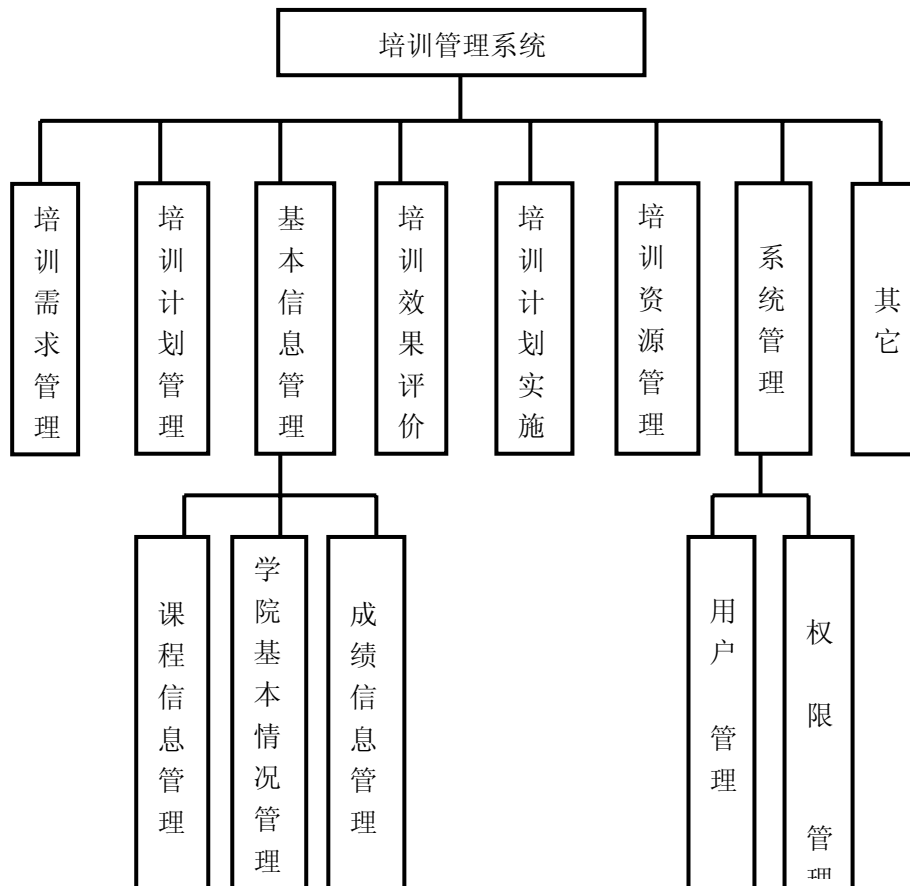 培训管理系统
培训需求管理
培训计划管理
基本信息管理
培训效果评价
培训计划实施
培训资源管理
系统管理
其它
课程信息管理
学院基本情况管理
成绩信息管理
用户管理
权限管理